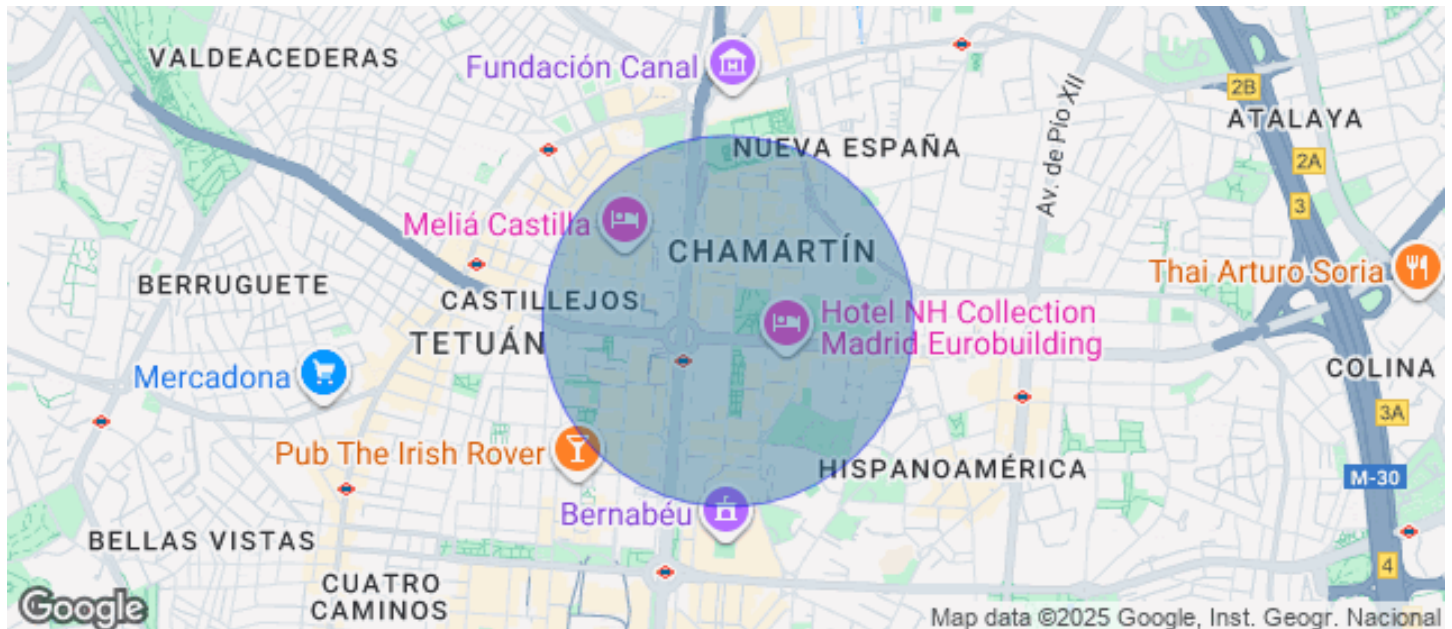 VALDEACEDERAS
Fundación Canal
2B
ATALAYA
NUEVA ESPAÑA
Av. de Pío XII
2A
3
Meliá Castilla
CHAMARTÍN
Thai Arturo Soria
BERRUGUETE
CASTILLEJOS
Hotel NH Collection
Madrid Eurobuilding
TETUÁN
Mercadona
COLINA
3A
Pub The Irish Rover
HISPANOAMÉRICA
M-30
Bernabéu
BELLAS VISTAS
4
CUATRO
CAMINOS
Google
Map data ©2025 Google, Inst. Geogr. Nacional